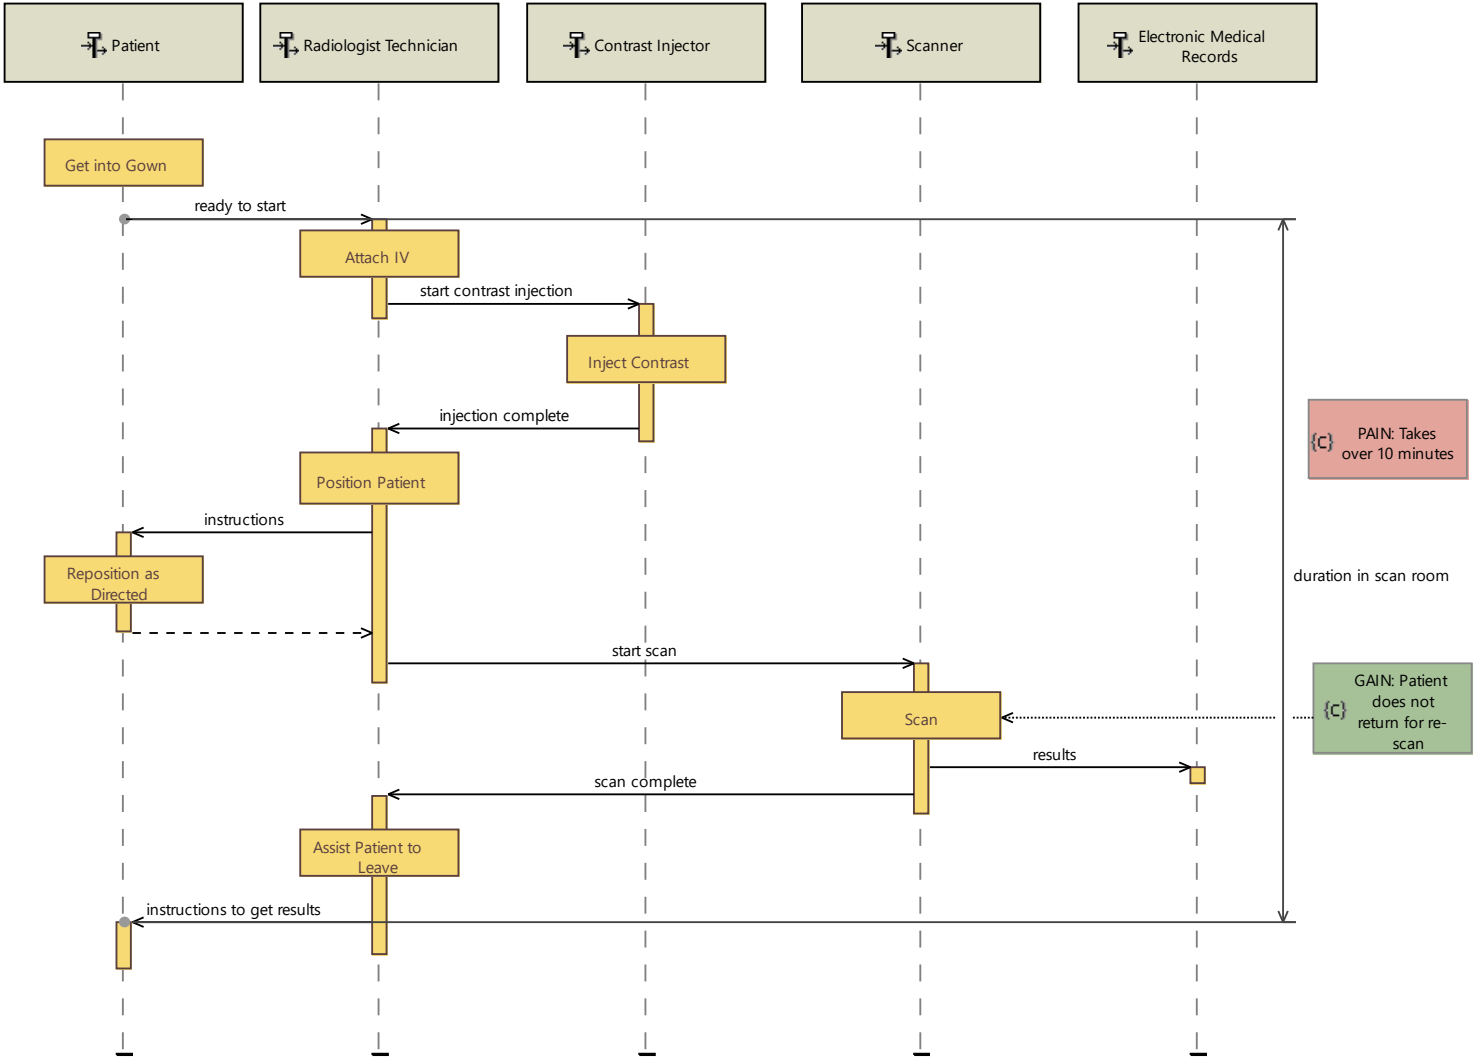 Patient
Radiologist Technician
Contrast Injector
Scanner
Electronic Medical
Records
Get into Gown
ready to start
Attach IV
start contrast injection
Inject Contrast
injection complete
{c}
PAIN: Takes
over 10 minutes
Position Patient
instructions
Reposition as
Directed
duration in scan room
start scan
Scan
{c}
GAIN: Patient
does not
return for re-
scan
results
scan complete
Assist Patient to
Leave
instructions to get results